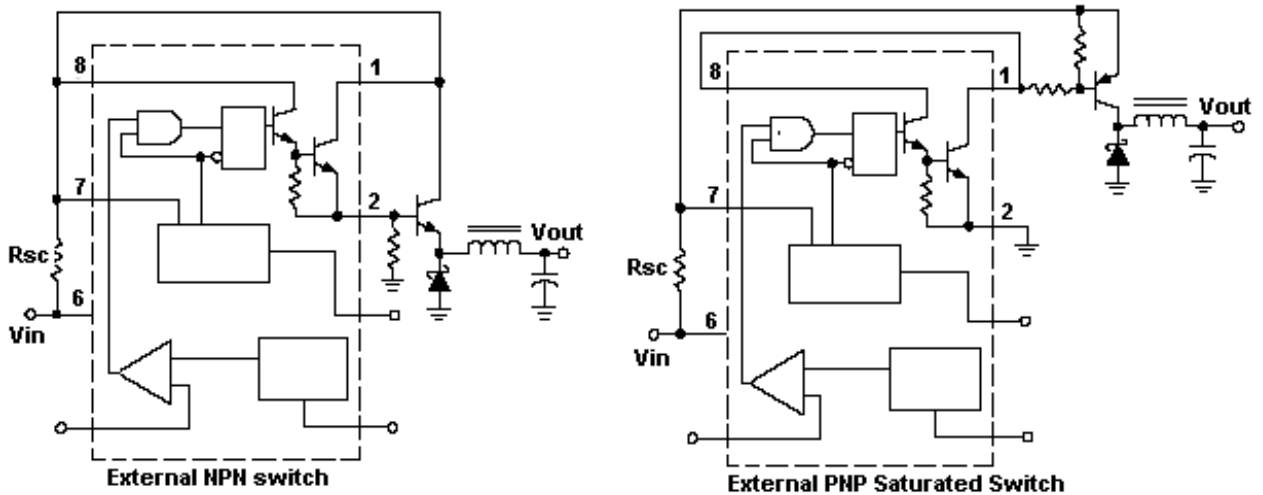 8
1
7
2
Rsc
Vout
6
Vin
External NPN switch
8
1
Vout
7
2
Rsc
6
Vin
External PNP Saturated Switch